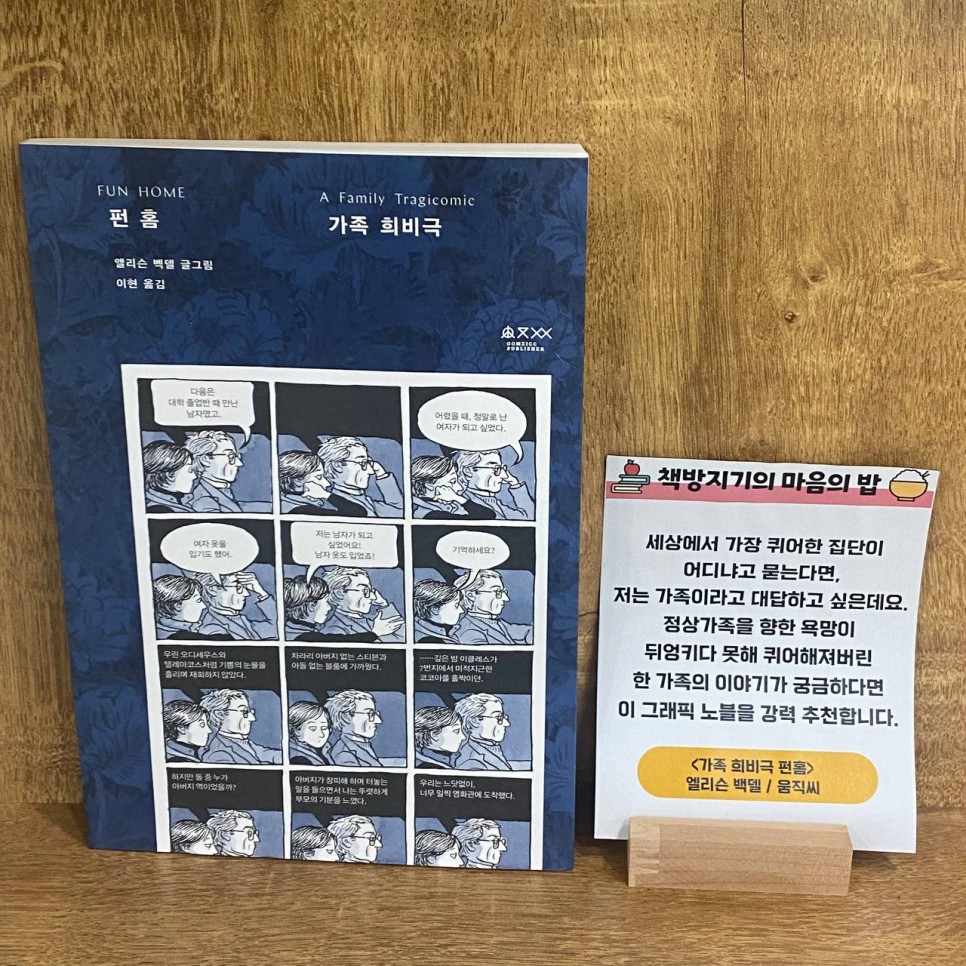 FUN HOME
펀 홈
A Family Tragicomic
가족 희비극
앨리슨 벡델 글그림
이현 옮김
OOMZICC
PUBLISHER
다음은
대학 졸업반 때 만난
남자였고.
어렸을 때, 정말로 난
여자가 되고 싶었다.
여자 옷을
입기도 했어.
저는 남자가 되고
싶었어요!
남자 옷도 입었죠!
기억하세요?
우린 오디세우스와
텔레마코스처럼 기쁨의 눈물을
흘리며 재회하지 않았다.
차라리 아버지 없는 스티븐과
아들 없는 블룸에 가까웠다.
──깊은 밤 이클레스가
7번지에서 미적지근한
코코아를 홀짝이던.
하지만 둘 중 누가
아버지 역이었을까?
아버지가 창피해 하며 터놓는
말을 들으면서 나는 뚜렷하게
부모의 기분을 느꼈다.
우리는 느닷없이,
너무 일찍 영화관에 도착했다.
책방지기의 마음의 밥
세상에서 가장 퀴어한 집단이
어디냐고 묻는다면,
저는 가족이라고 대답하고 싶은데요.
정상가족을 향한 욕망이
뒤엉키다 못해 퀴어해져버린
한 가족의 이야기가 궁금하다면
이 그래픽 노블을 강력 추천합니다.
<가족 희비극 펀홈>
엘리슨 백델 / 움직씨